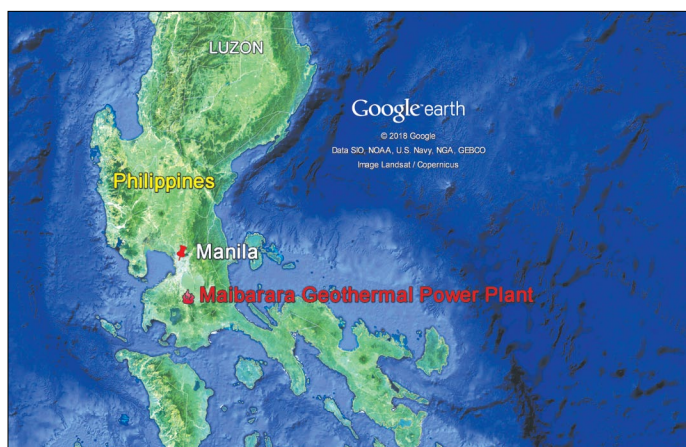 LUZON
Google earth
© 2018 Google
Data SIO, NOAA, U.S. Navy, NGA, GEBCO
Image Landsat / Copernicus
Philippines
Manila
Maibarara Geothermal Power Plant